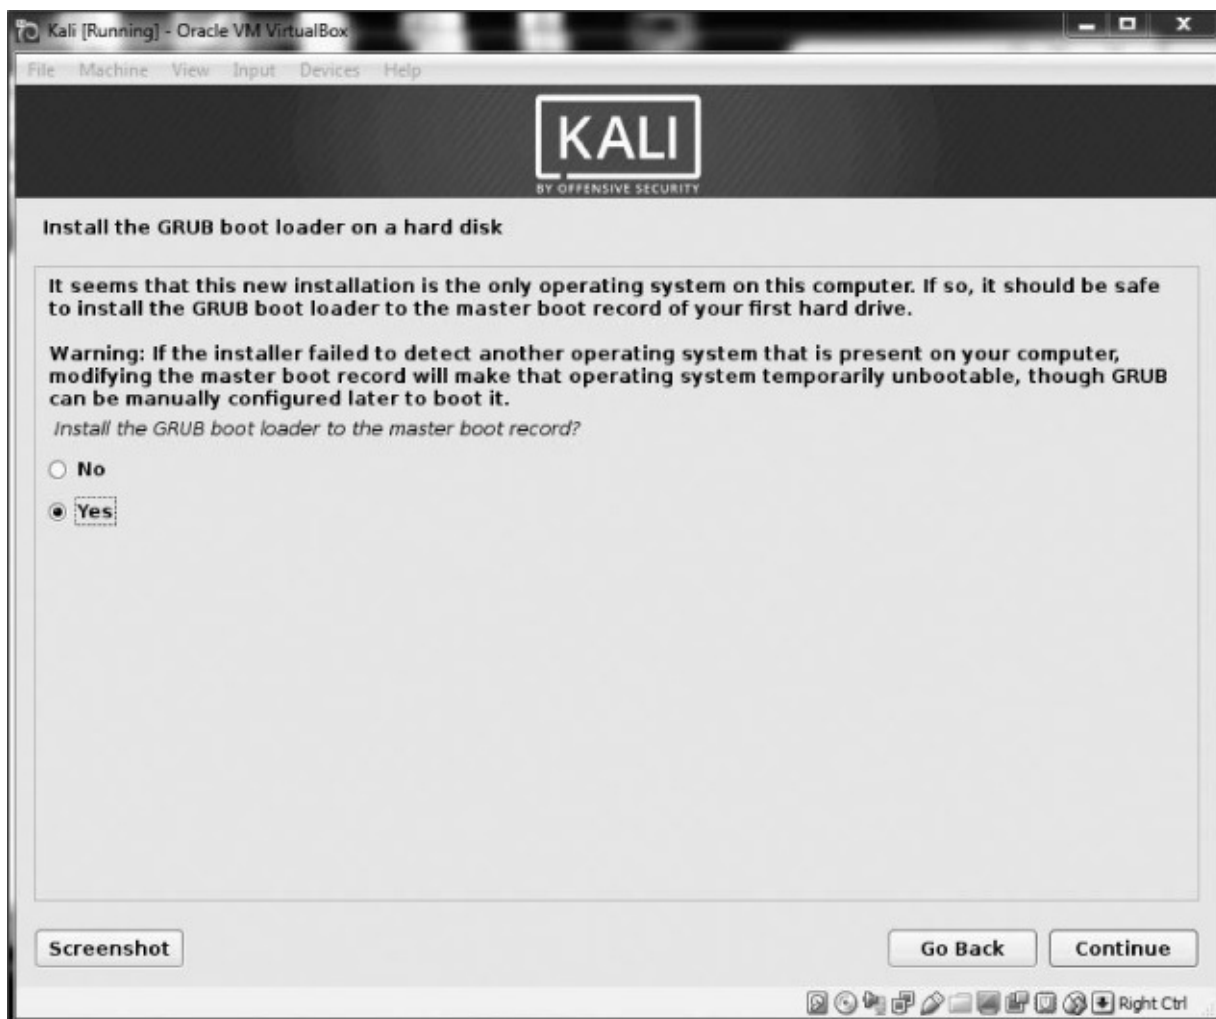 Kali [Running] - Oracle VM VirtualBox
File Machine View Input Devices Help
KALI
BY OFFENSIVE SECURITY
Install the GRUB boot loader on a hard disk
It seems that this new installation is the only operating system on this computer. If so, it should be safe
to install the GRUB boot loader to the master boot record of your first hard drive.
Warning: If the installer failed to detect another operating system that is present on your computer,
modifying the master boot record will make that operating system temporarily unbootable, though GRUB
can be manually configured later to boot it.
Install the GRUB boot loader to the master boot record?
No
Yes
Screenshot Go Back Continue
Right Ctrl